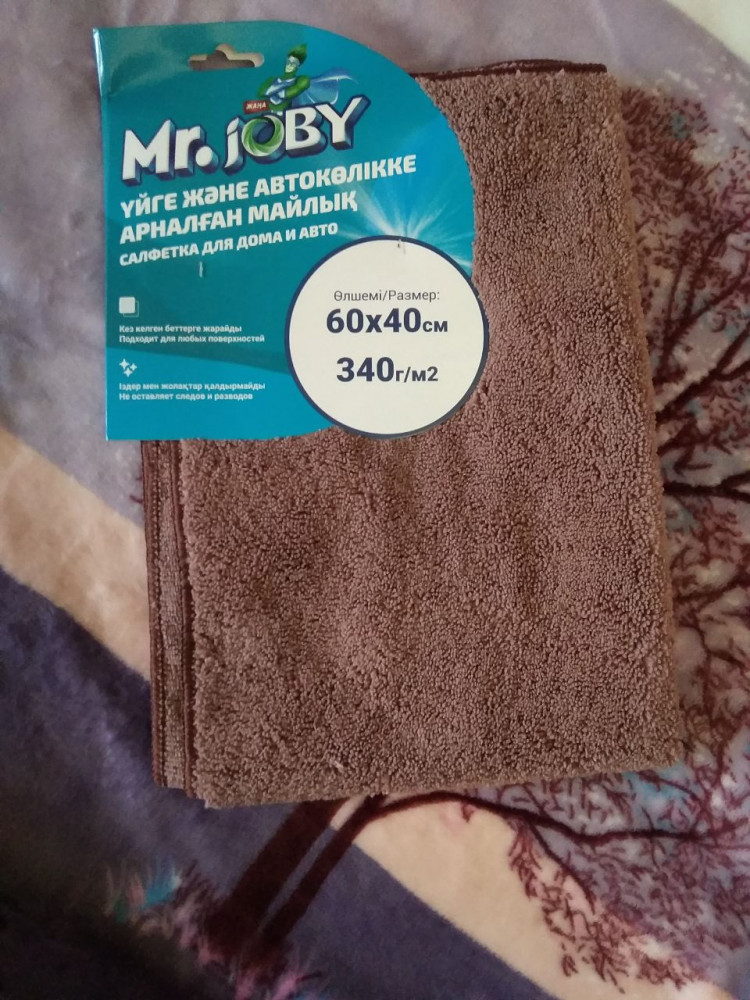 ЖАҢА
Mr. JOBY
ҮЙГЕ ЖӘНЕ АВТОКӨЛІККЕ
АРНАЛҒАН МАЙЛЫҚ
САЛФЕТКА ДЛЯ ДОМА И АВТО
Өлшемі/Размер:
60x40см
340г/м2
Кез келген беттерге жарайды
Подходит для любых поверхностей
Іздер мен жолақтар қалдырмайды
Не оставляет следов и разводов